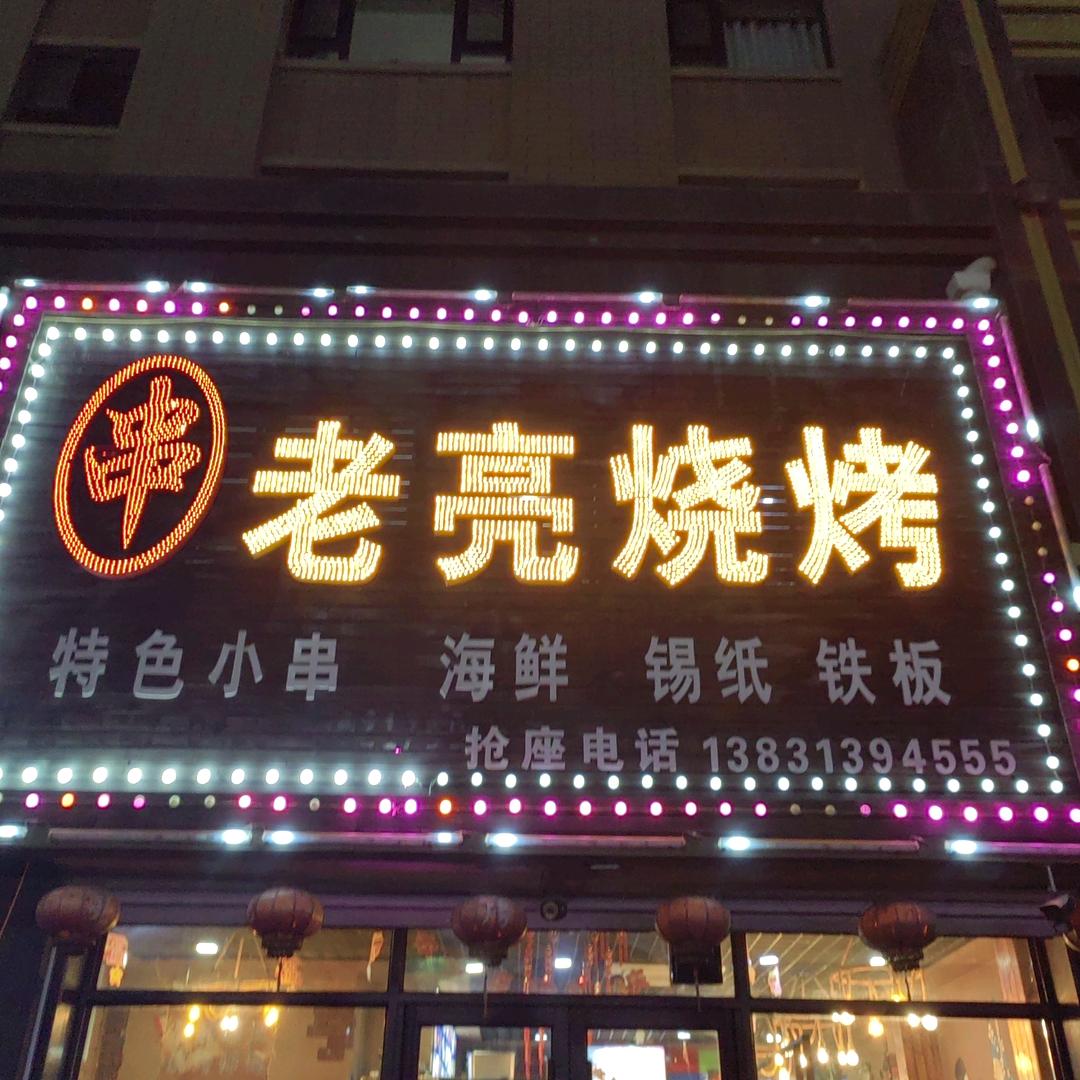 串 老亮烧烤
特色小串 海鲜 锡纸 铁板
抢座电话 13831394555